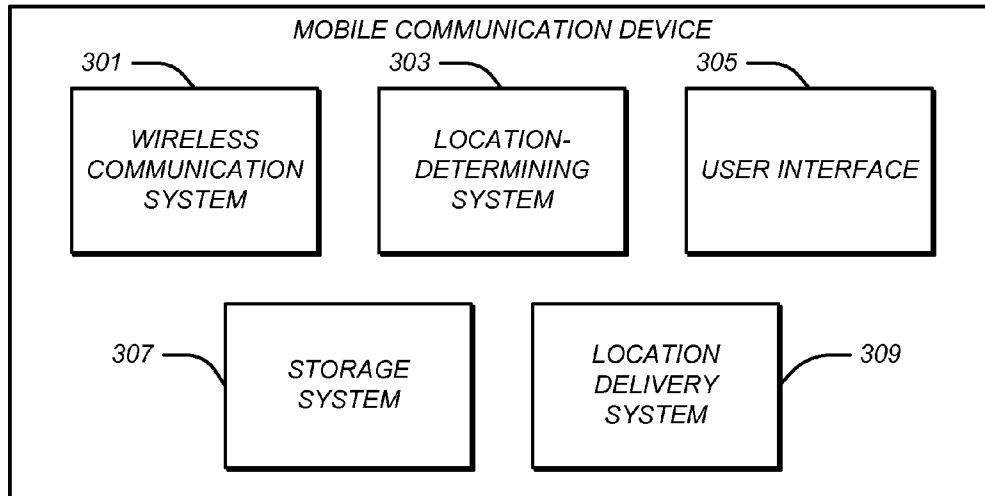 MOBILE COMMUNICATION DEVICE
301
303
305
WIRELESS
COMMUNICATION
SYSTEM
LOCATION-
DETERMINING
SYSTEM
USER INTERFACE
307
STORAGE
SYSTEM
LOCATION
DELIVERY
SYSTEM
309